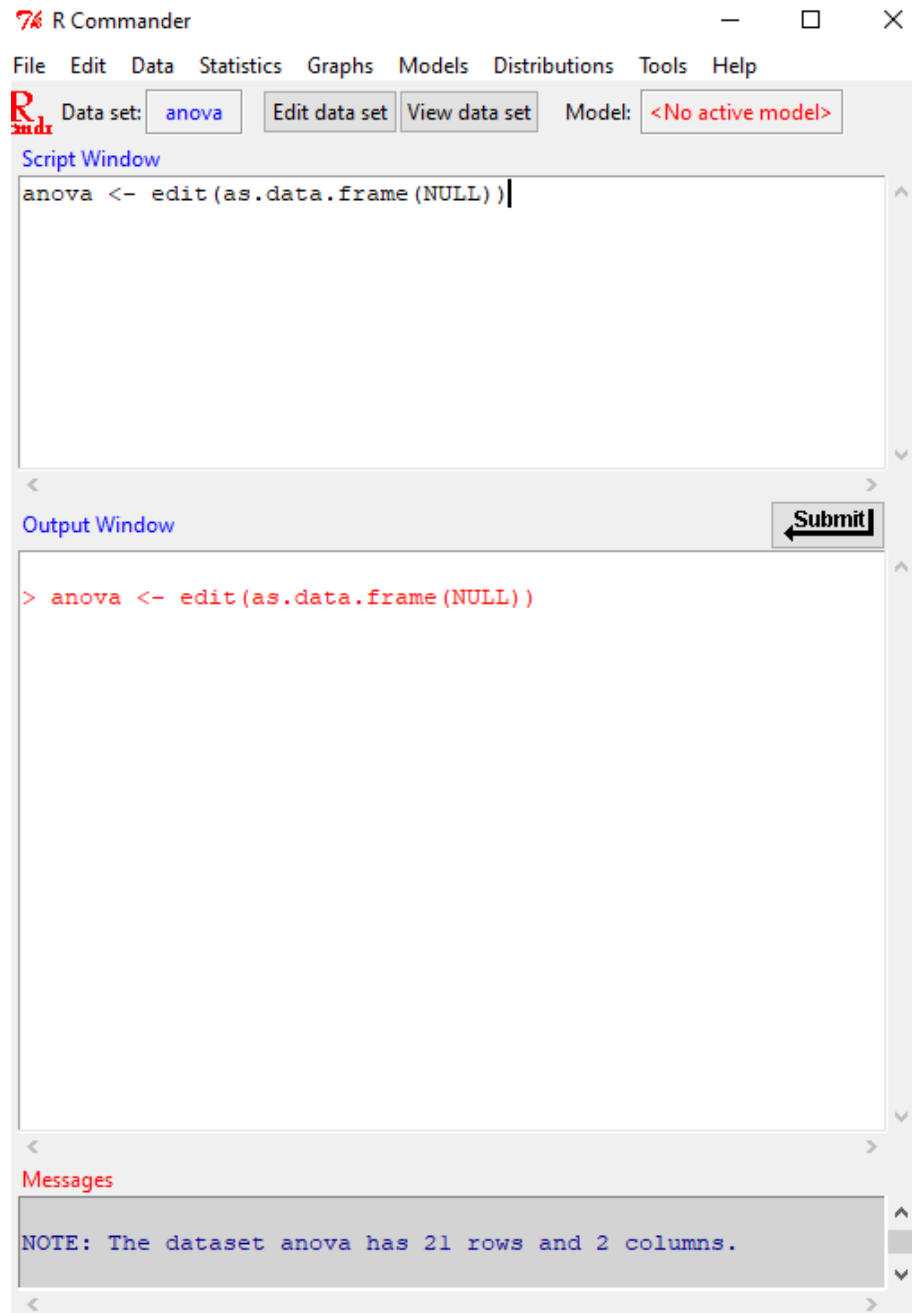 R Commander
File Edit Data Statistics Graphs Models Distributions Tools Help
R Cmdr Data set: anova Edit data set View data set Model: <No active model>
Script Window
anova <- edit(as.data.frame(NULL))
Output Window Submit
> anova <- edit(as.data.frame(NULL))
Messages
NOTE: The dataset anova has 21 rows and 2 columns.